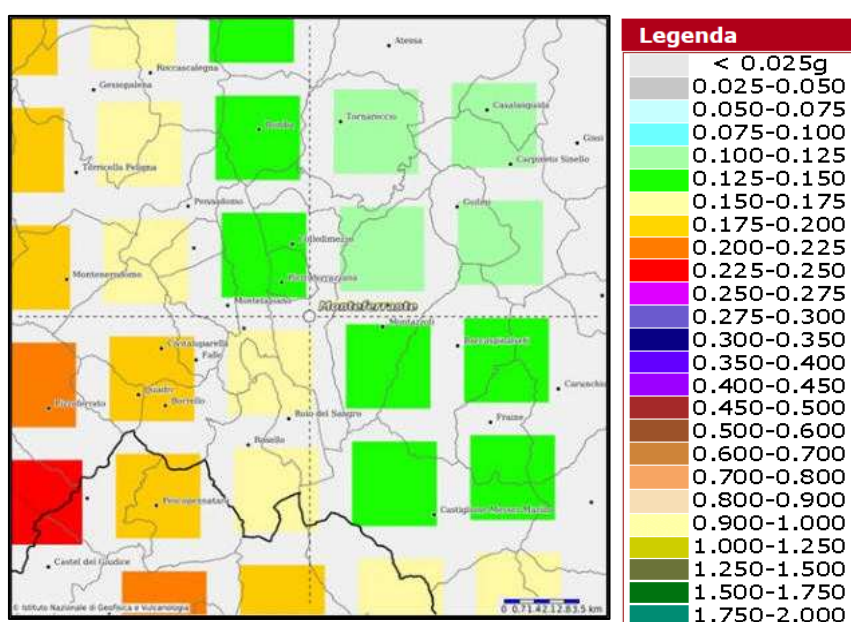 Atessa
Roccascalegna
Gessopalena
Casalanguida
Tornareccio
Bomba
Gissi
Carpineto Sinello
Torricella Peligna
Pennadomo
Guilmi
Colledimezzo
Montenerodomo
Pietraferrazzana
Montelapiano
Monteferrante
Montazzoli
Civitaluparella
Roccaspinalveti
Fallo
Quadri
Carunchio
Pizzoferrato
Borrello
Roio del Sangro
Fraine
Rosello
Pescopennataro
Castiglione Messer Marino
Castel del Giudice
© Istituto Nazionale di Geofisica e Vulcanologia
0 0.71.42.12.83.5 km
Legenda
< 0.025g
0.025-0.050
0.050-0.075
0.075-0.100
0.100-0.125
0.125-0.150
0.150-0.175
0.175-0.200
0.200-0.225
0.225-0.250
0.250-0.275
0.275-0.300
0.300-0.350
0.350-0.400
0.400-0.450
0.450-0.500
0.500-0.600
0.600-0.700
0.700-0.800
0.800-0.900
0.900-1.000
1.000-1.250
1.250-1.500
1.500-1.750
1.750-2.000